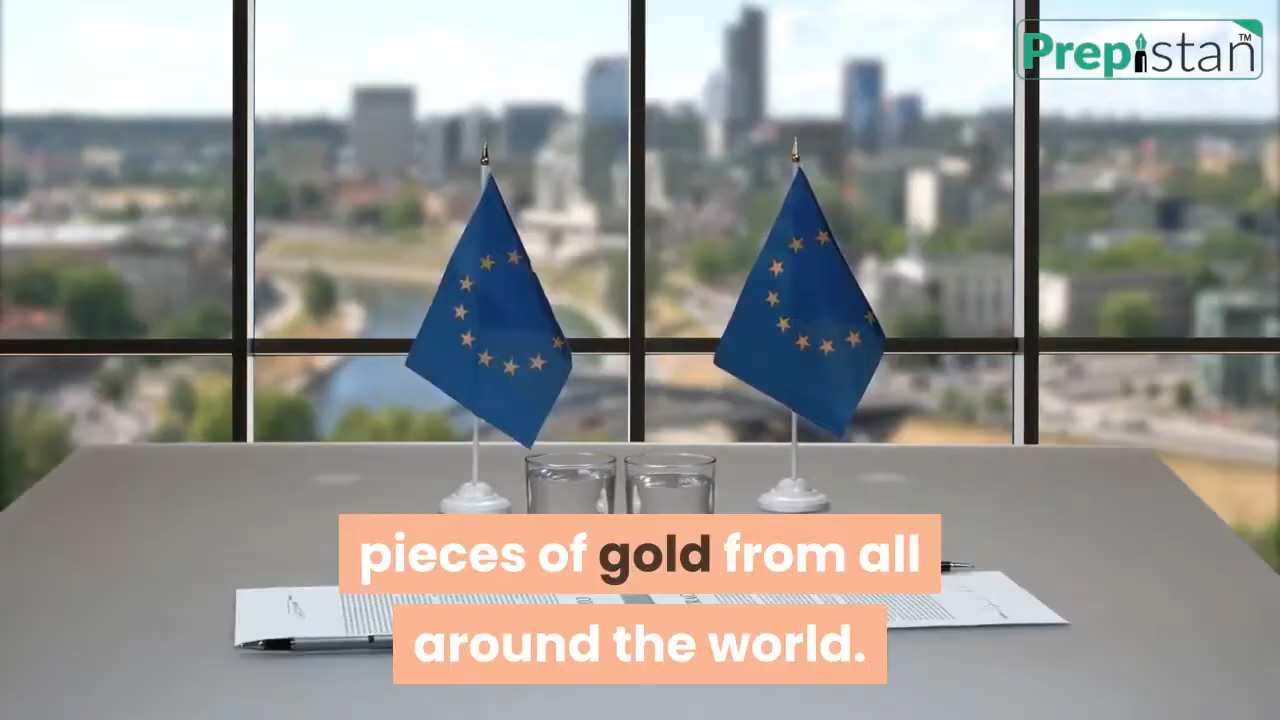 Prepistan™
pieces of gold from all
around the world.